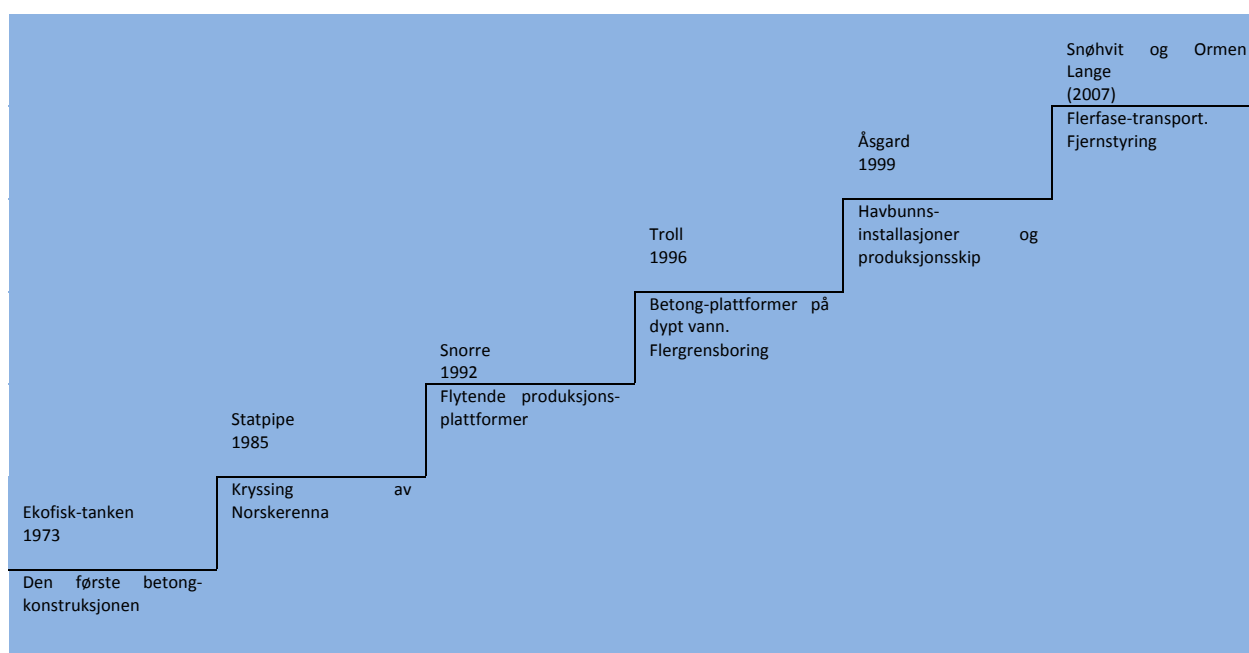 Ekofisk-tanken
1973
Den første betong-
konstruksjonen
Statpipe
1985
Kryssing av
Norskerenna
Snorre
1992
Flytende produksjons-
plattformer
Troll
1996
Betong-plattformer på
dypt vann.
Flergrensboring
Åsgard
1999
Havbunns-
installasjoner og
produksjonsskip
Snøhvit og Ormen
Lange
(2007)
Flerfase-transport.
Fjernstyring